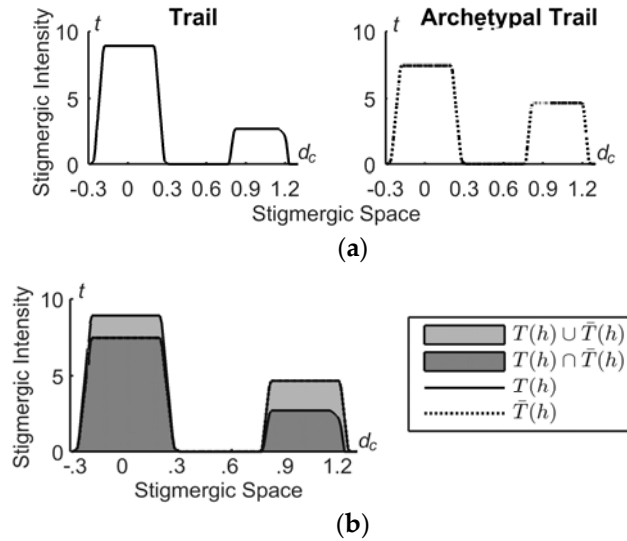 Trail
Archetypal Trail
Stigmergic Intensity
t
10
5
0
-0.3 0 0.3 0.6 0.9 1.2
d_c
t
10
5
0
-0.3 0 0.3 0.6 0.9 1.2
d_c
Stigmergic Space
(a)
Stigmergic Intensity
t
10
5
0
-.3 0 .3 .6 .9 1.2
d_c
Stigmergic Space
T(h) ∪ T̄(h)
T(h) ∩ T̄(h)
T(h)
T̄(h)
(b)